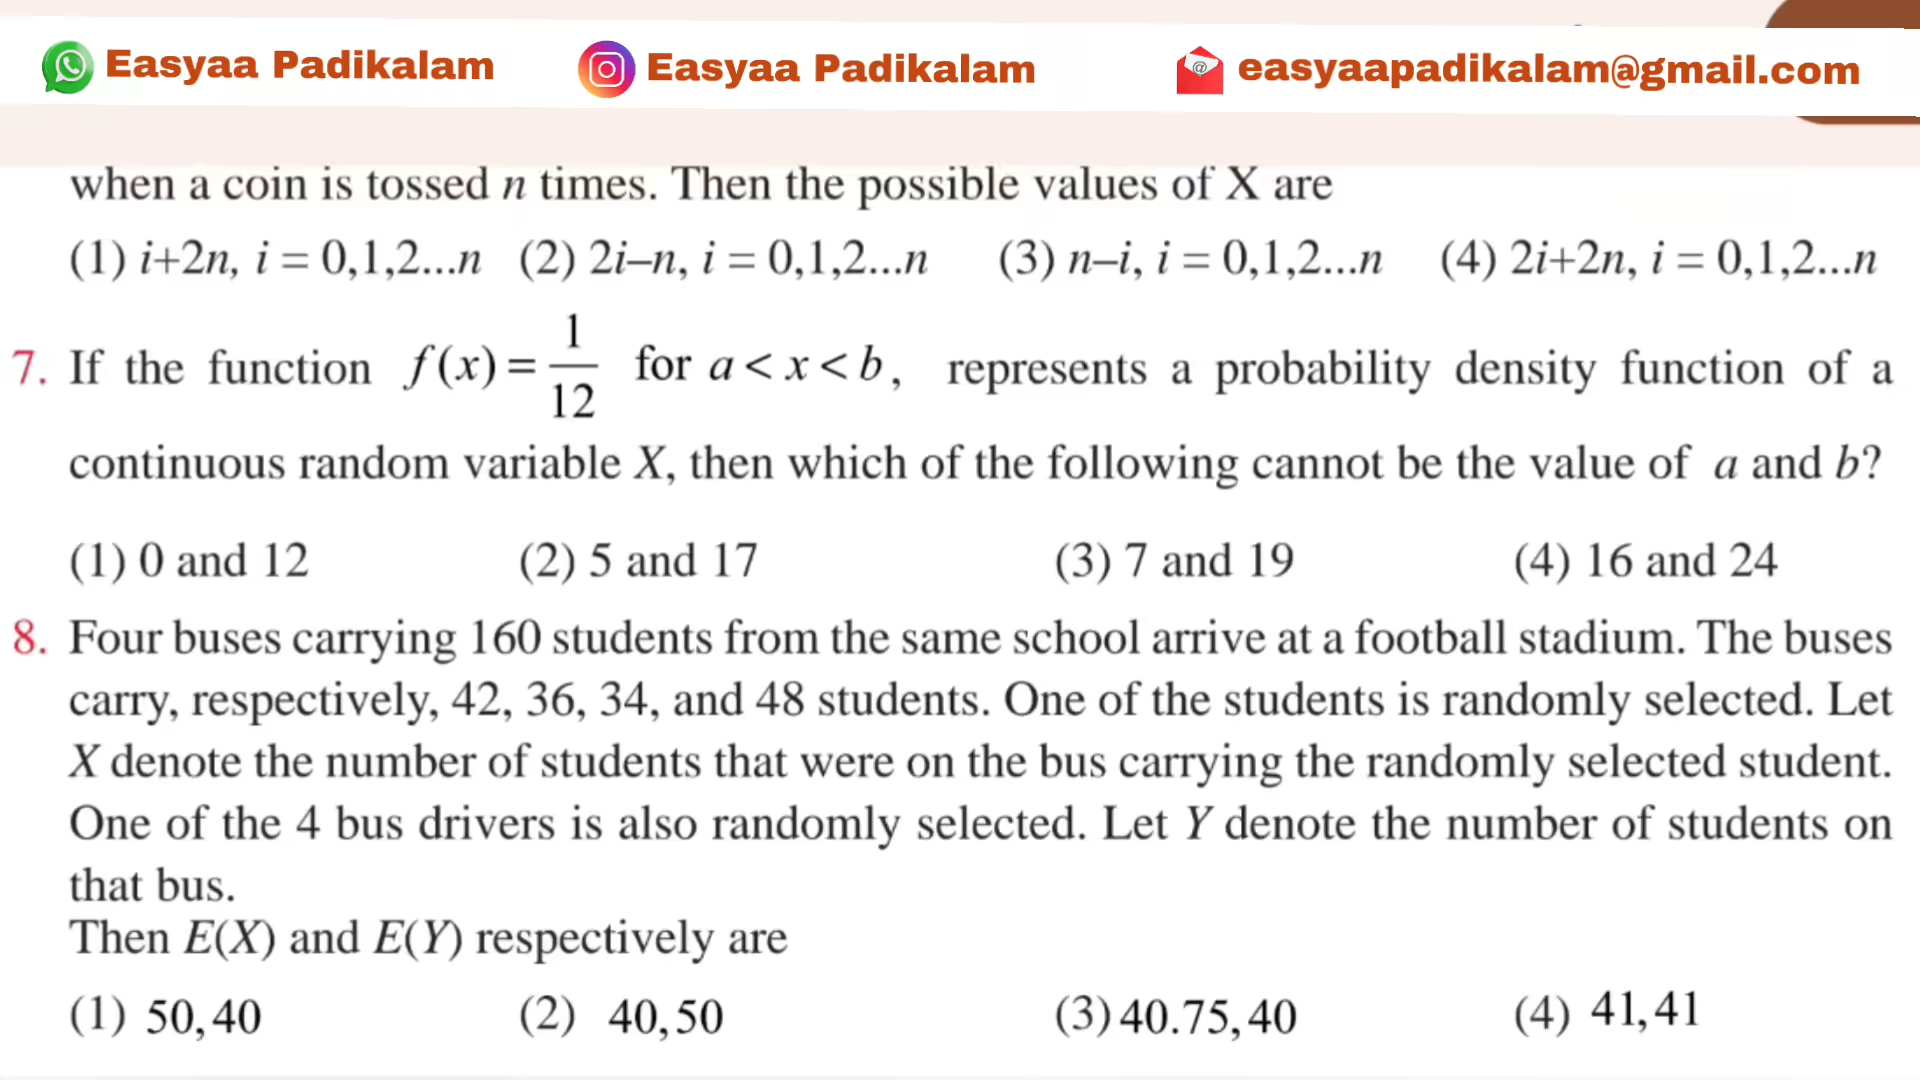 Easyaa Padikalam Easyaa Padikalam easyaapadikalam@gmail.com
when a coin is tossed n times. Then the possible values of X are
(1) i+2n, i = 0,1,2...n (2) 2i–n, i = 0,1,2...n (3) n–i, i = 0,1,2...n (4) 2i+2n, i = 0,1,2...n
7. If the function f(x) = 1/12 for a < x < b, represents a probability density function of a
continuous random variable X, then which of the following cannot be the value of a and b?
(1) 0 and 12 (2) 5 and 17 (3) 7 and 19 (4) 16 and 24
8. Four buses carrying 160 students from the same school arrive at a football stadium. The buses
carry, respectively, 42, 36, 34, and 48 students. One of the students is randomly selected. Let
X denote the number of students that were on the bus carrying the randomly selected student.
One of the 4 bus drivers is also randomly selected. Let Y denote the number of students on
that bus.
Then E(X) and E(Y) respectively are
(1) 50,40 (2) 40,50 (3) 40.75,40 (4) 41,41